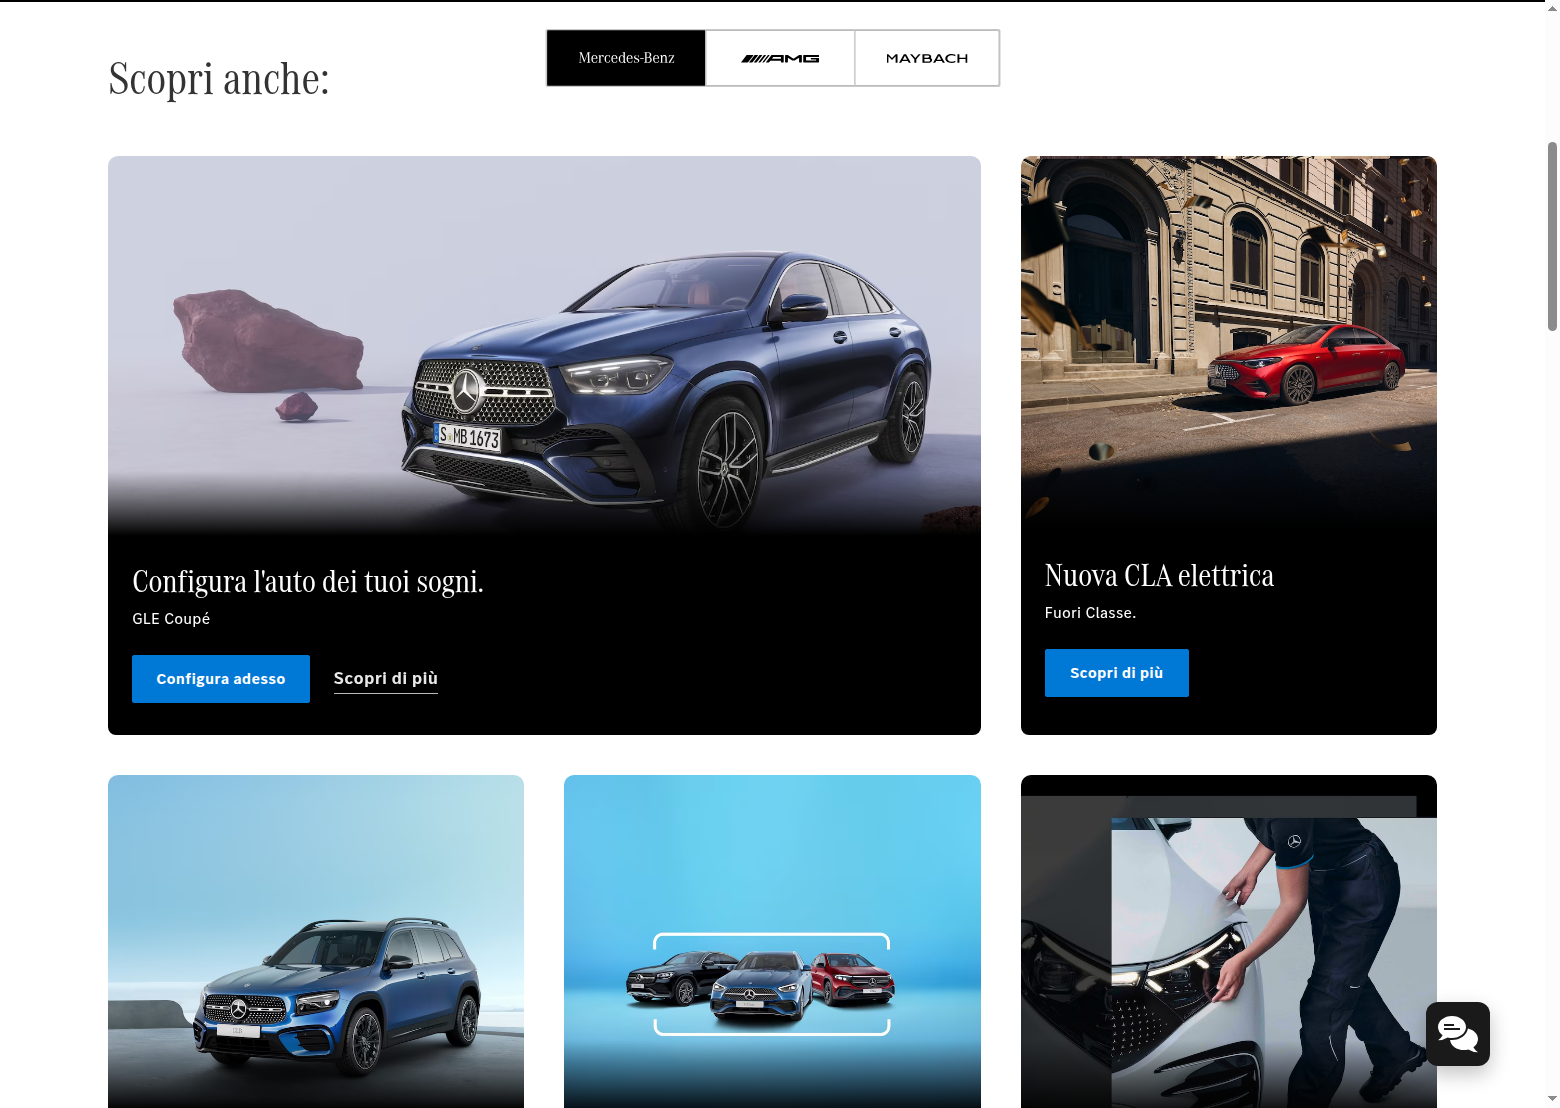 Scopri anche:
Mercedes-Benz
AMG
MAYBACH
S MB 1673
Configura l'auto dei tuoi sogni.
GLE Coupé
Configura adesso
Scopri di più
Nuova CLA elettrica
Fuori Classe.
Scopri di più